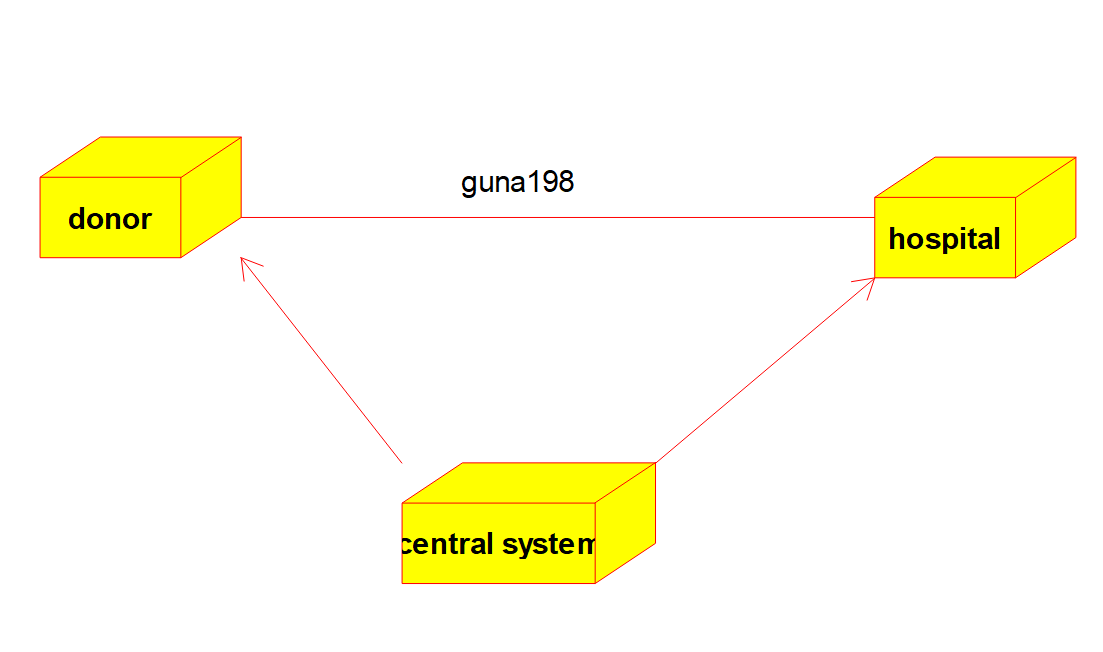 guna198
donor
hospital
central system